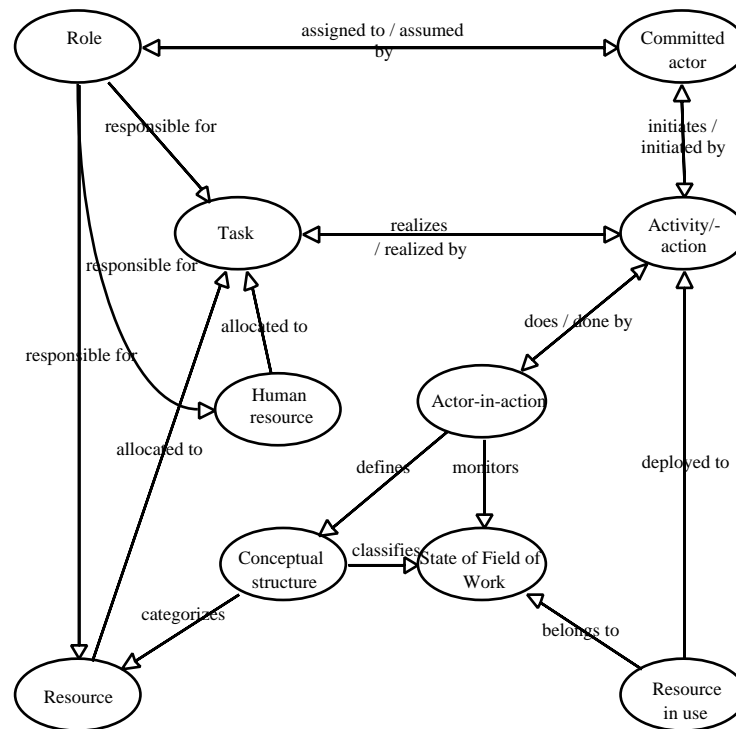 Role
assigned to / assumed
by
Committed
actor
responsible for
initiates /
initiated by
Task
realizes
/ realized by
Activity/-
action
responsible for
allocated to
does / done by
responsible for
Human
resource
Actor-in-action
allocated to
defines
monitors
deployed to
Conceptual
structure
classifies
State of Field of
Work
categorizes
belongs to
Resource
Resource
in use